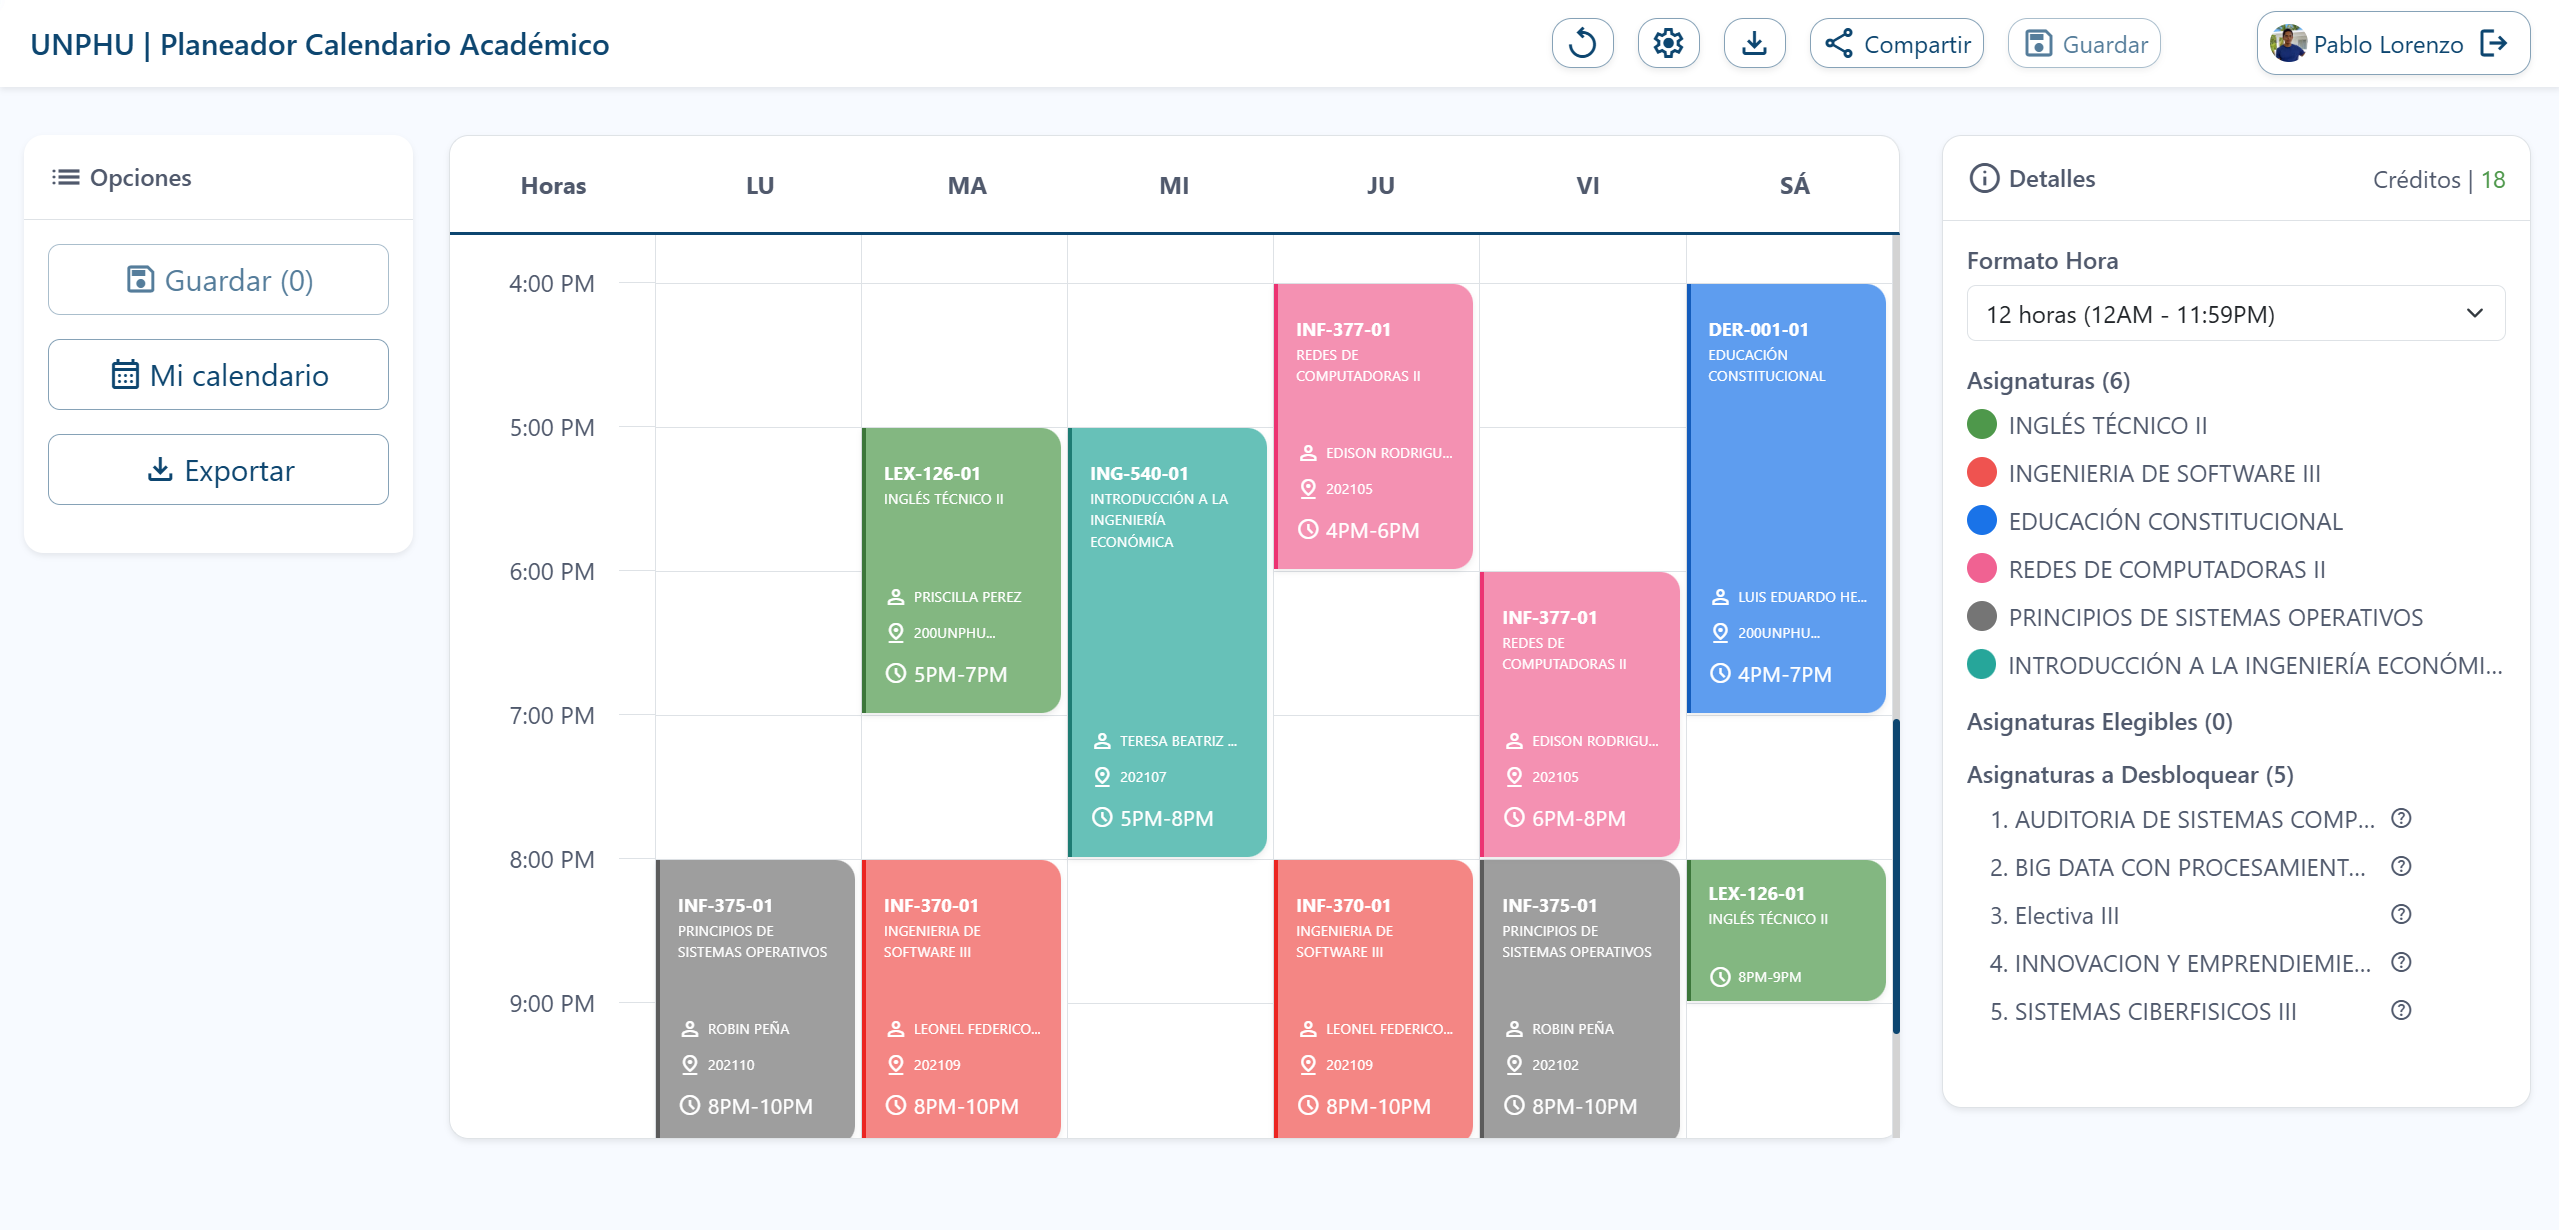 UNPHU | Planeador Calendario Académico
Compartir
Guardar
Pablo Lorenzo
Opciones
Guardar (0)
Mi calendario
Exportar
Horas LU MA MI JU VI SÁ
4:00 PM
5:00 PM
6:00 PM
7:00 PM
8:00 PM
9:00 PM
INF-375-01
PRINCIPIOS DE
SISTEMAS OPERATIVOS
ROBIN PEÑA
202110
8PM-10PM
LEX-126-01
INGLÉS TÉCNICO II
PRISCILLA PEREZ
200UNPHU...
5PM-7PM
INF-370-01
INGENIERIA DE
SOFTWARE III
LEONEL FEDERICO...
202109
8PM-10PM
ING-540-01
INTRODUCCIÓN A LA
INGENIERÍA
ECONÓMICA
TERESA BEATRIZ ...
202107
5PM-8PM
INF-377-01
REDES DE
COMPUTADORAS II
EDISON RODRIGU...
202105
4PM-6PM
INF-370-01
INGENIERIA DE
SOFTWARE III
LEONEL FEDERICO...
202109
8PM-10PM
INF-377-01
REDES DE
COMPUTADORAS II
EDISON RODRIGU...
202105
6PM-8PM
INF-375-01
PRINCIPIOS DE
SISTEMAS OPERATIVOS
ROBIN PEÑA
202102
8PM-10PM
DER-001-01
EDUCACIÓN
CONSTITUCIONAL
LUIS EDUARDO HE...
200UNPHU...
4PM-7PM
LEX-126-01
INGLÉS TÉCNICO II
8PM-9PM
Detalles
Créditos | 18
Formato Hora
12 horas (12AM - 11:59PM)
Asignaturas (6)
INGLÉS TÉCNICO II
INGENIERIA DE SOFTWARE III
EDUCACIÓN CONSTITUCIONAL
REDES DE COMPUTADORAS II
PRINCIPIOS DE SISTEMAS OPERATIVOS
INTRODUCCIÓN A LA INGENIERÍA ECONÓMI...
Asignaturas Elegibles (0)
Asignaturas a Desbloquear (5)
1. AUDITORIA DE SISTEMAS COMP...
2. BIG DATA CON PROCESAMIENT...
3. Electiva III
4. INNOVACION Y EMPRENDIEMIE...
5. SISTEMAS CIBERFISICOS III